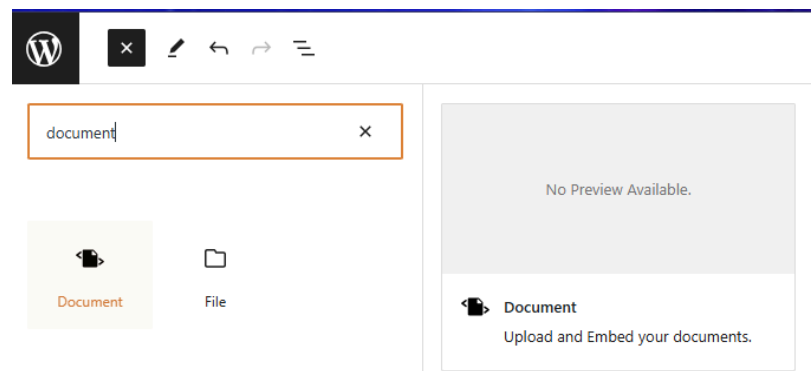 document
No Preview Available.
Document
File
Document
Upload and Embed your documents.